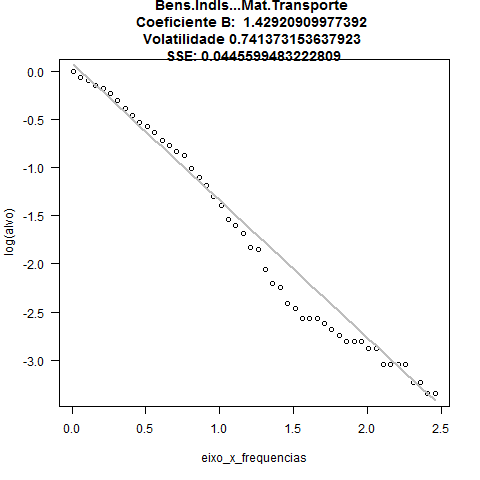 Bens.Indis...Mat.Transporte
Coeficiente B:  1.42920909977392
Volatilidade 0.741373153637923
SSE: 0.0445599483222809
log(alvo)
0.0
-0.5
-1.0
-1.5
-2.0
-2.5
-3.0
0.0 0.5 1.0 1.5 2.0 2.5
eixo_x_frequencias